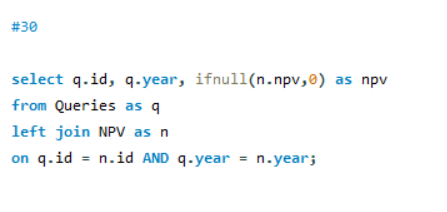 #30
select q.id, q.year, ifnull(n.npv,0) as npv
from Queries as q
left join NPV as n
on q.id = n.id AND q.year = n.year;